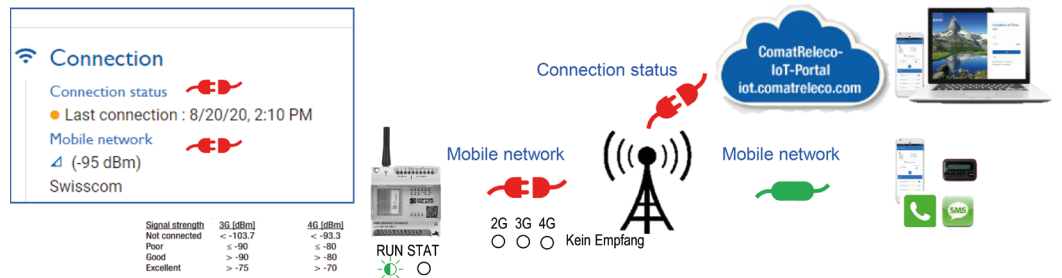 Connection
Connection status
Last connection : 8/20/20, 2:10 PM
Mobile network
(-95 dBm)
Swisscom
Signal strength 3G [dBm] 4G [dBm]
Not connected < -103.7 < -93.3
Poor ≤ -90 ≤ -80
Good > -90 > -80
Excellent > -75 > -70
RUN STAT
Mobile network
2G 3G 4G
Kein Empfang
Connection status
ComatReleco-
IoT-Portal
iot.comatreleco.com
Mobile network
SMS